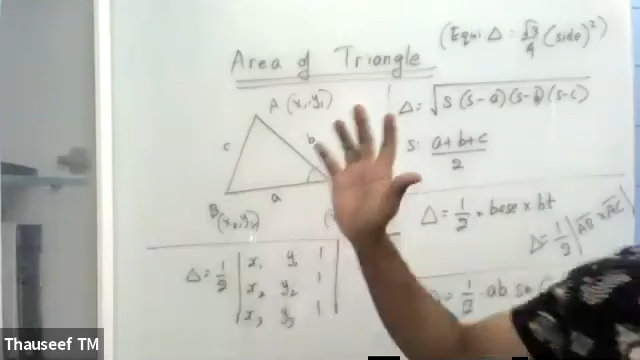 (Equi Δ = √3/4 (side)²)
Area of Triangle
A (x₁, y₁)
Δ = √s(s-a)(s-b)(s-c)
c
b
s: a+b+c/2
a
B(x₂, y₂)
Δ = 1/2 × base × ht
Δ = 1/2 |AB × AC|
Δ = 1/2 | x₁ y₁ 1
x₂ y₂ 1
x₃ y₃ 1 |
= 1/2 · ab
Thauseef TM